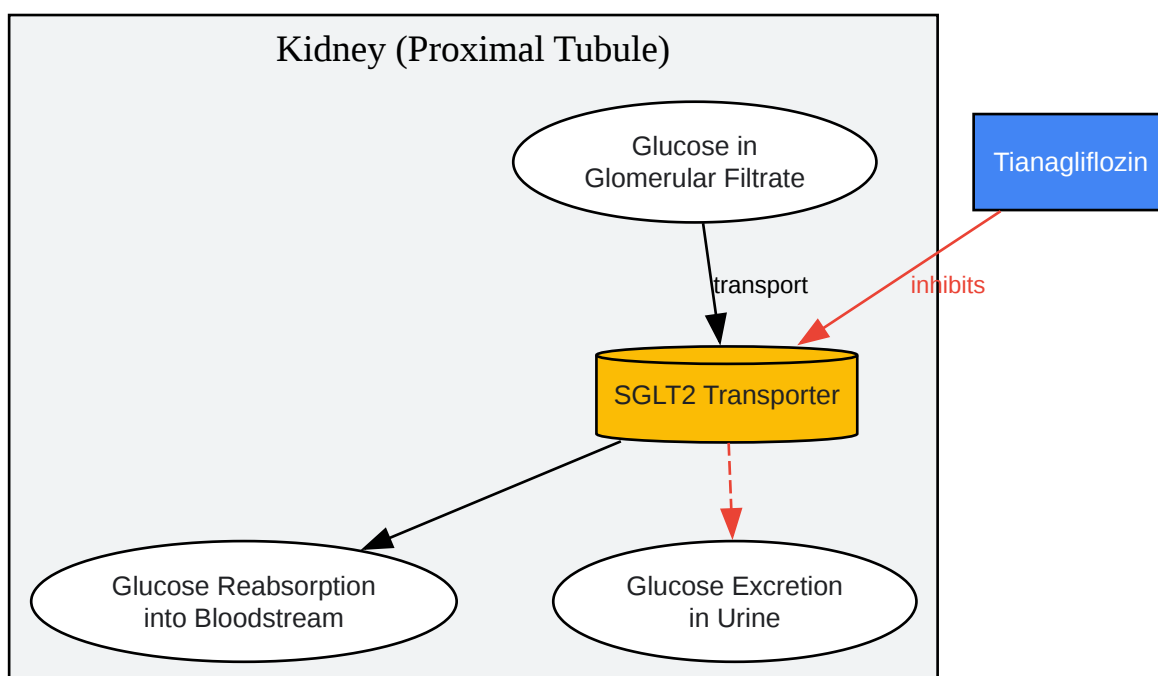 Kidney (Proximal Tubule)
Glucose in
Glomerular Filtrate
Tianagliflozin
transport
inhibits
SGLT2 Transporter
Glucose Reabsorption
into Bloodstream
Glucose Excretion
in Urine